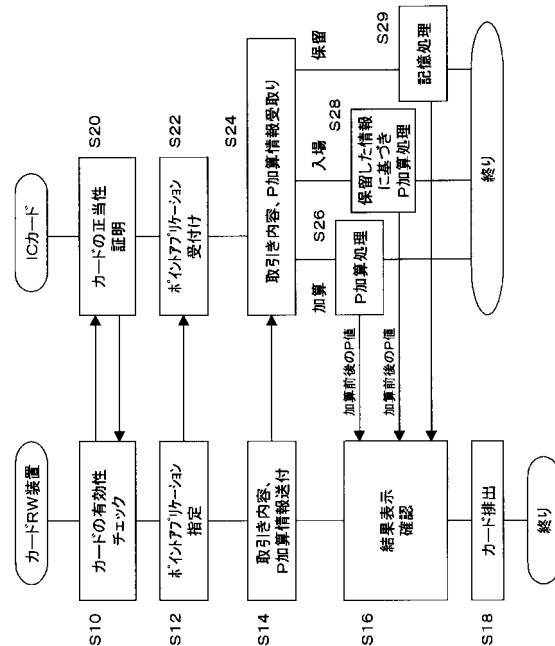 カードRW装置
ICカード
S10
カードの有効性
チェック
カードの正当性
証明
S20
S12
ポイントアプリケーション
指定
ポイントアプリケーション
受付け
S22
S14
取引き内容、
P加算情報送付
取引き内容、P加算情報受取り
S24
加算
入場
保留
S26
P加算処理
S28
保留した情報
に基づき
P加算処理
S29
記憶処理
加算前後のP値
加算前後のP値
S16
結果表示
確認
S18
カード排出
終り
終り